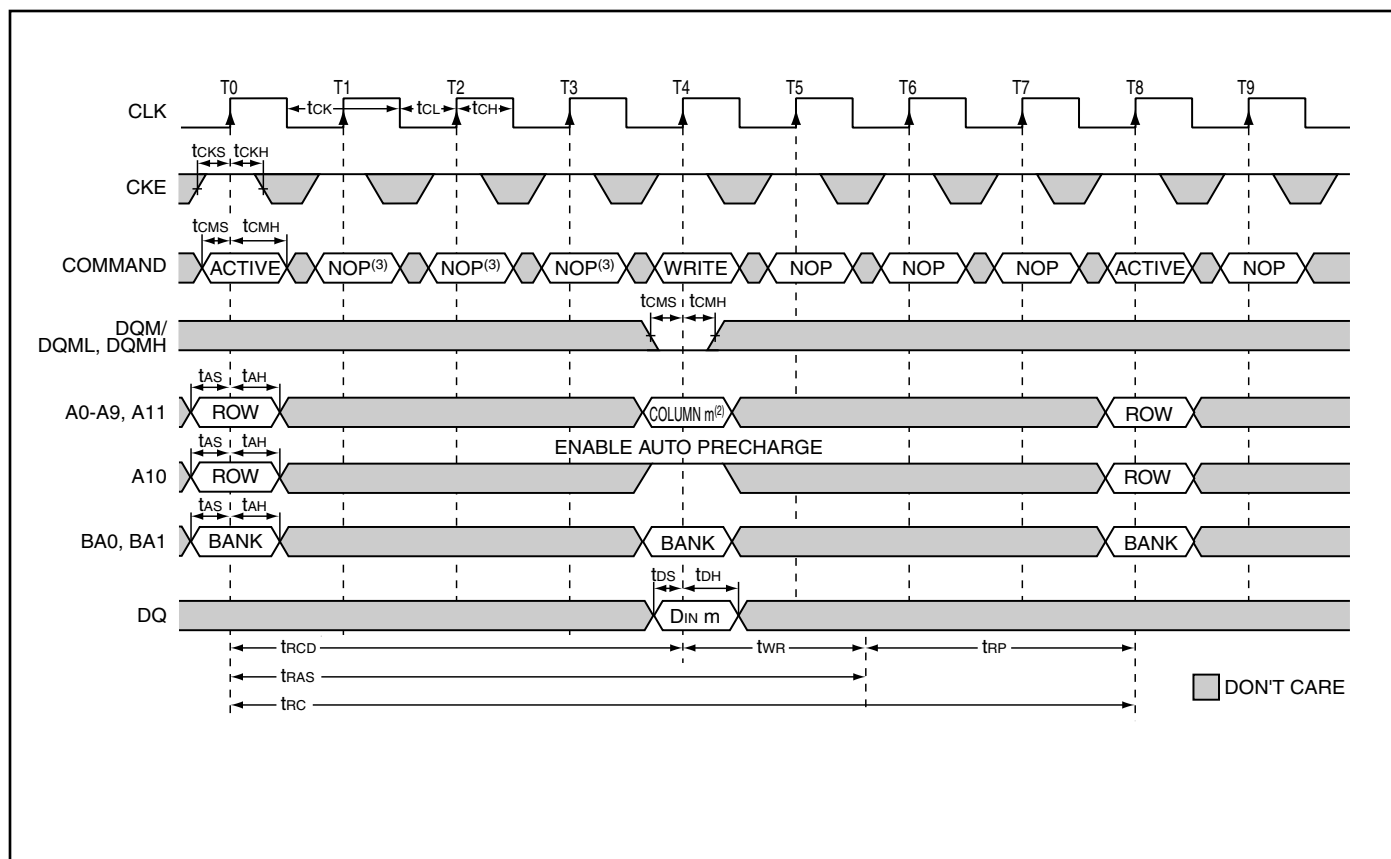 T0 T1 T2 T3 T4 T5 T6 T7 T8 T9
CLK
tCK tCL tCH
tCKS tCKH
CKE
tCMS tCMH
COMMAND ACTIVE NOP(3) NOP(3) NOP(3) WRITE NOP NOP NOP ACTIVE NOP
tCMS tCMH
DQM/
DQML, DQMH
tAS tAH
A0-A9, A11 ROW COLUMN m(2) ROW
tAS tAH
ENABLE AUTO PRECHARGE
A10 ROW ROW
tAS tAH
BA0, BA1 BANK BANK BANK
tDS tDH
DQ DIN m
tRCD tWR tRP
tRAS
DON'T CARE
tRC